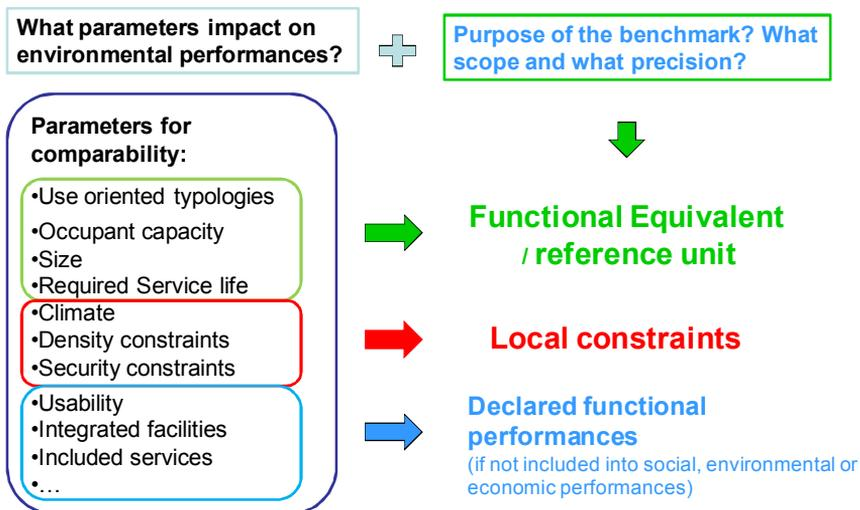 What parameters impact on
environmental performances?
Purpose of the benchmark? What
scope and what precision?
Parameters for
comparability:
•Use oriented typologies
•Occupant capacity
•Size
•Required Service life
•Climate
•Density constraints
•Security constraints
•Usability
•Integrated facilities
•Included services
•…
Functional Equivalent
/ reference unit
Local constraints
Declared functional
performances
(if not included into social, environmental or
economic performances)